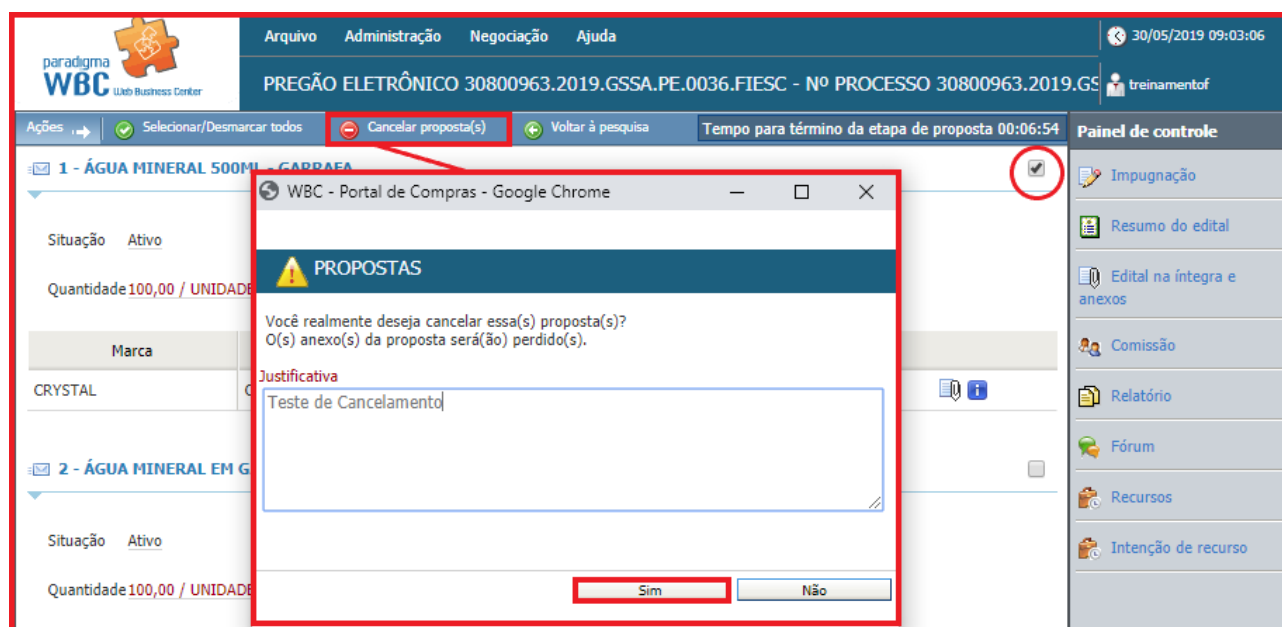 paradigma
WBC Web Business Center
Arquivo Administração Negociação Ajuda
30/05/2019 09:03:06
PREGÃO ELETRÔNICO 30800963.2019.GSSA.PE.0036.FIESC - Nº PROCESSO 30800963.2019.GS
treinamentof
Ações Selecionar/Desmarcar todos Cancelar proposta(s) Voltar à pesquisa Tempo para término da etapa de proposta 00:06:54
Painel de controle
1 - ÁGUA MINERAL 500ML - GARRAFA
Situação Ativo
Quantidade 100,00 / UNIDADE
Marca
CRYSTAL
2 - ÁGUA MINERAL EM G
Situação Ativo
Quantidade 100,00 / UNIDADE
WBC - Portal de Compras - Google Chrome
PROPOSTAS
Você realmente deseja cancelar essa(s) proposta(s)?
O(s) anexo(s) da proposta será(ão) perdido(s).
Justificativa
Teste de Cancelamento
Sim Não
Impugnação
Resumo do edital
Edital na íntegra e
anexos
Comissão
Relatório
Fórum
Recursos
Intenção de recurso